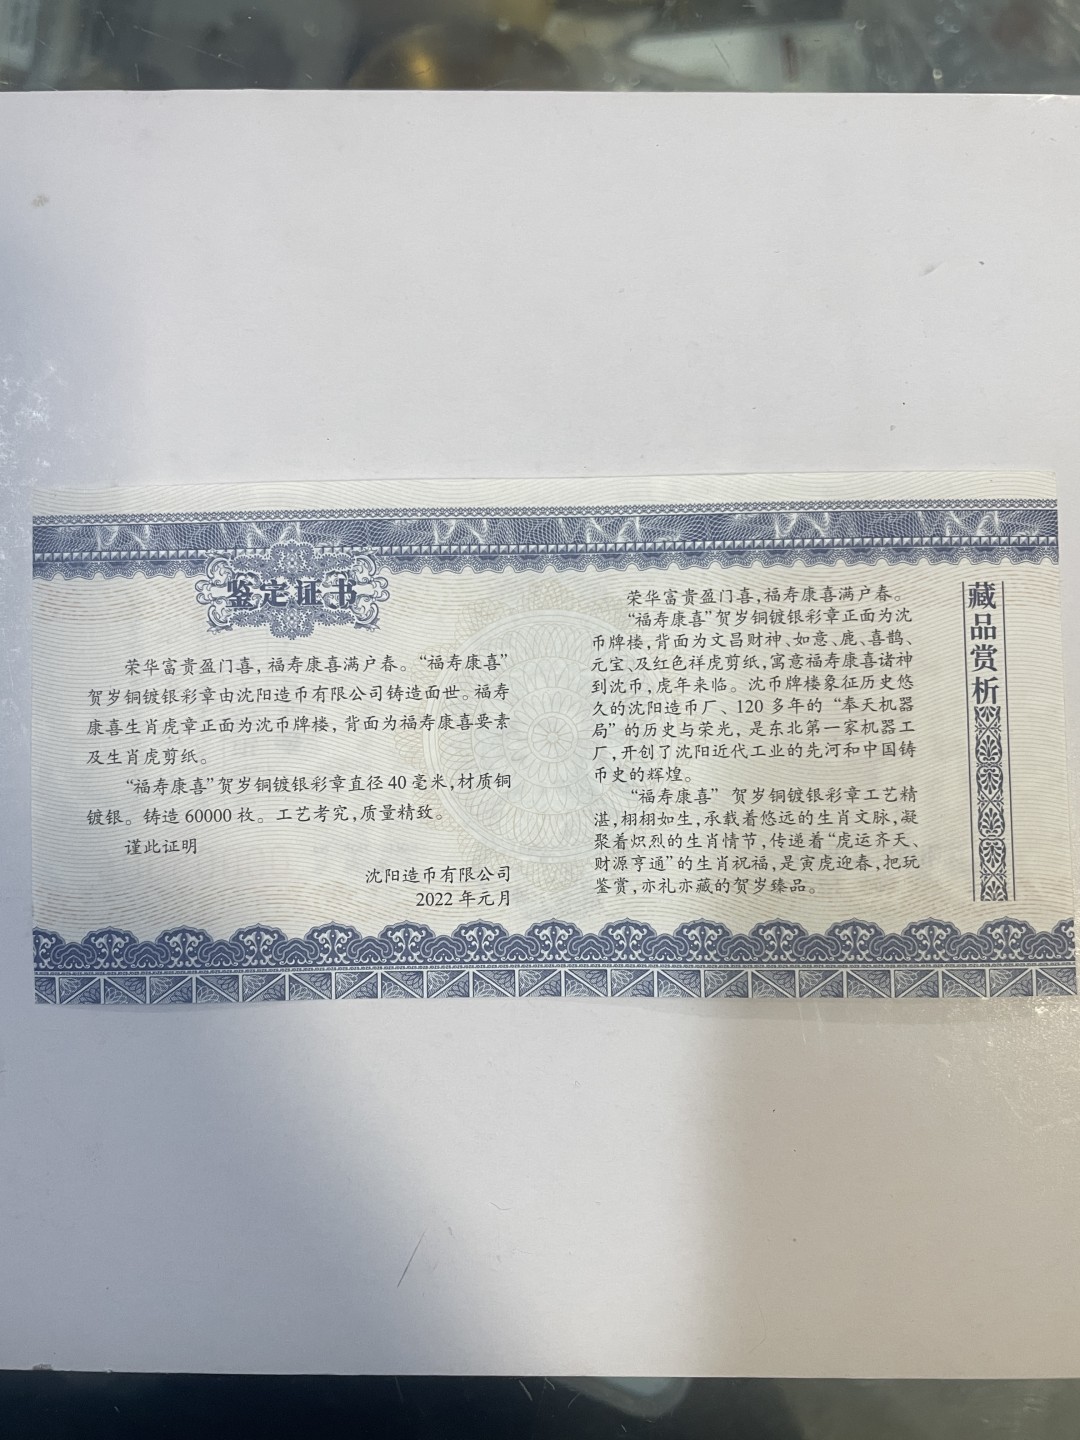 鉴定证书
荣华富贵盈门喜，福寿康喜满户春。“福寿康喜”
贺岁铜镀银彩章由沈阳造币有限公司铸造面世。福寿
康喜生肖虎章正面为沈币牌楼，背面为福寿康喜要素
及生肖虎剪纸。
“福寿康喜”贺岁铜镀银彩章直径 40 毫米，材质铜
镀银。铸造 60000 枚。工艺考究，质量精致。
谨此证明
沈阳造币有限公司
2022 年元月
藏品赏析
荣华富贵盈门喜，福寿康喜满户春。
“福寿康喜”贺岁铜镀银彩章正面为沈
币牌楼，背面为文昌财神、如意、鹿、喜鹊、
元宝、及红色祥虎剪纸，寓意福寿康喜诸神
到沈币，虎年来临。沈币牌楼象征历史悠
久的沈阳造币厂、120 多年的“奉天机器
局”的历史与荣光，是东北第一家机器工
厂，开创了沈阳近代工业的先河和中国铸
币史的辉煌。
“福寿康喜” 贺岁铜镀银彩章工艺精
湛，栩栩如生，承载着悠远的生肖文脉，凝
聚着炽烈的生肖情节，传递着“虎运齐天、
财源亨通”的生肖祝福，是寅虎迎春，把玩
鉴赏，亦礼亦藏的贺岁臻品。